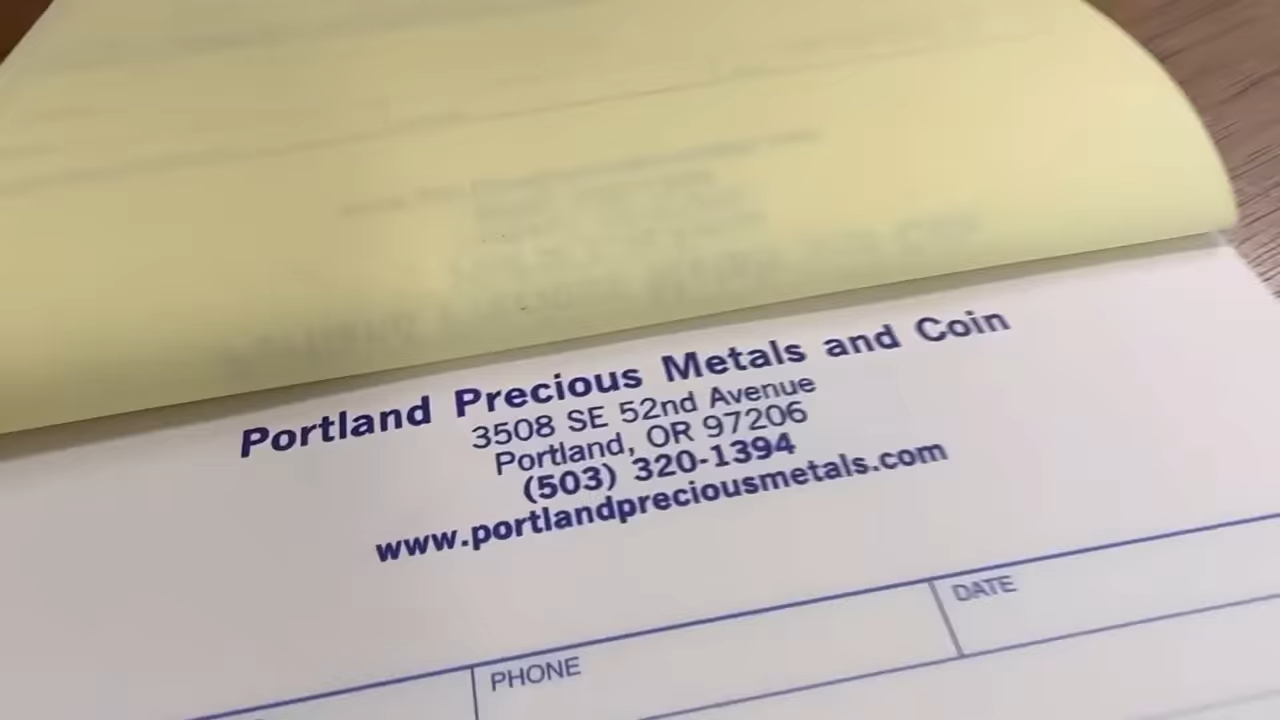 Portland Precious Metals and Coin
3508 SE 52nd Avenue
Portland, OR 97206
(503) 320-1394
www.portlandpreciousmetals.com
DATE
PHONE